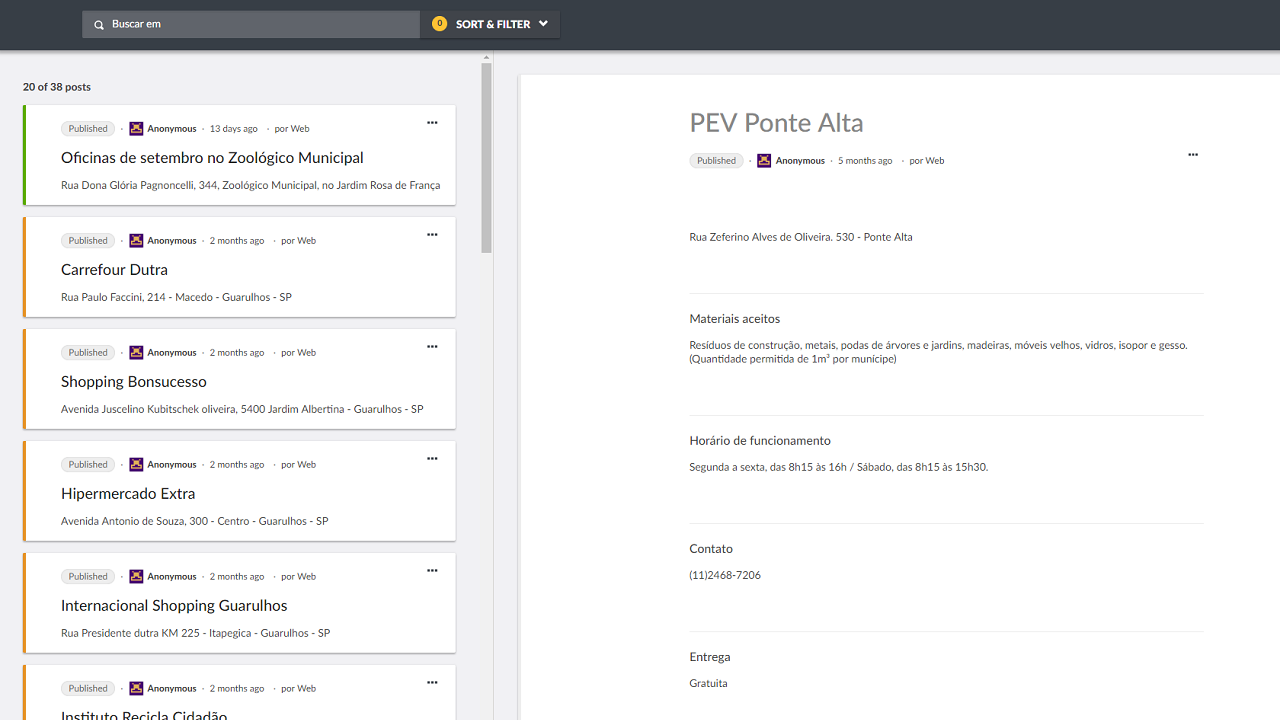 Buscar em
0 SORT & FILTER
20 of 38 posts
Published · Anonymous · 13 days ago · por Web
Oficinas de setembro no Zoológico Municipal
Rua Dona Glória Pagnoncelli, 344, Zoológico Municipal, no Jardim Rosa de França
Published · Anonymous · 2 months ago · por Web
Carrefour Dutra
Rua Paulo Faccini, 214 - Macedo - Guarulhos - SP
Published · Anonymous · 2 months ago · por Web
Shopping Bonsucesso
Avenida Juscelino Kubitschek oliveira, 5400 Jardim Albertina - Guarulhos - SP
Published · Anonymous · 2 months ago · por Web
Hipermercado Extra
Avenida Antonio de Souza, 300 - Centro - Guarulhos - SP
Published · Anonymous · 2 months ago · por Web
Internacional Shopping Guarulhos
Rua Presidente dutra KM 225 - Itapegica - Guarulhos - SP
Published · Anonymous · 2 months ago · por Web
Instituto Recicla Cidadão
PEV Ponte Alta
Published · Anonymous · 5 months ago · por Web
Rua Zeferino Alves de Oliveira. 530 - Ponte Alta
Materiais aceitos
Resíduos de construção, metais, podas de árvores e jardins, madeiras, móveis velhos, vidros, isopor e gesso.
(Quantidade permitida de 1m³ por munícipe)
Horário de funcionamento
Segunda a sexta, das 8h15 às 16h / Sábado, das 8h15 às 15h30.
Contato
(11)2468-7206
Entrega
Gratuita